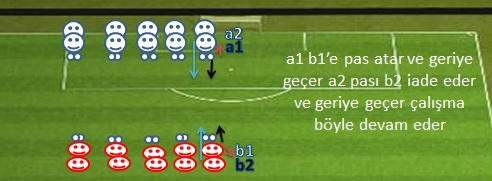 a2
a1
a1 b1'e pas atar ve geriye
geçer a2 pası b2 iade eder
ve geriye geçer çalışma
böyle devam eder
b1
b2